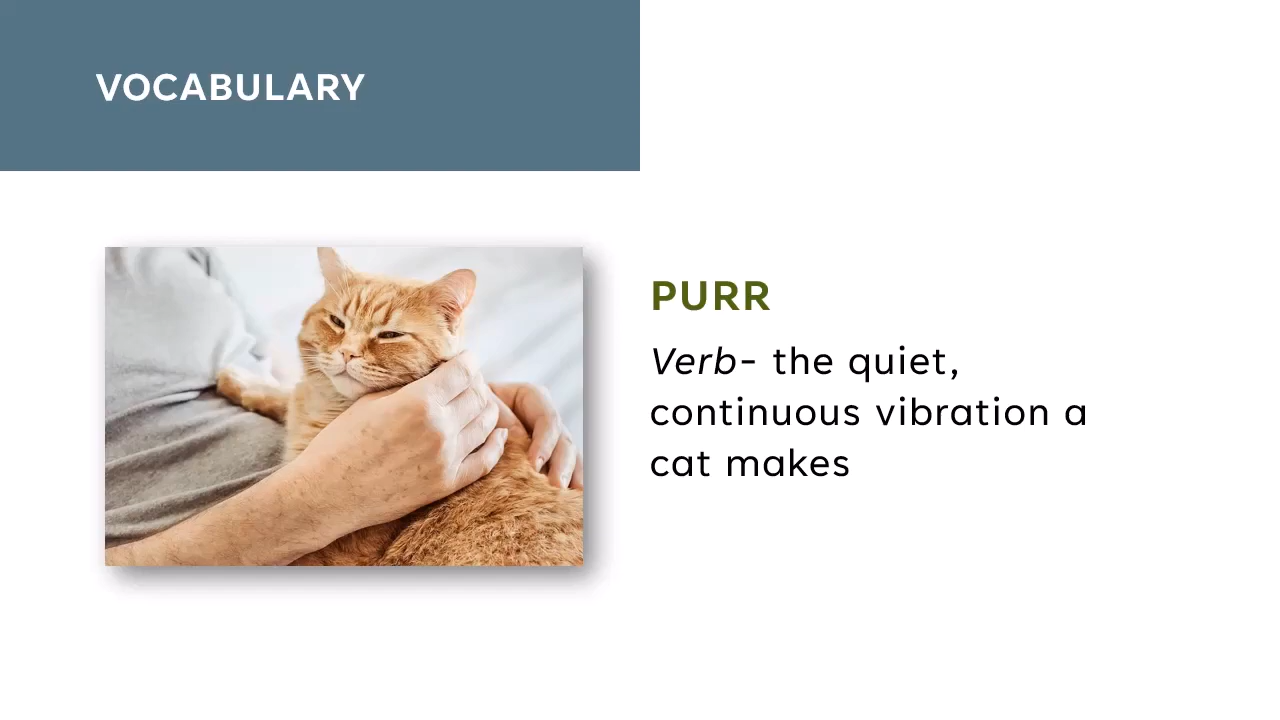 VOCABULARY
PURR
Verb- the quiet,
continuous vibration a
cat makes